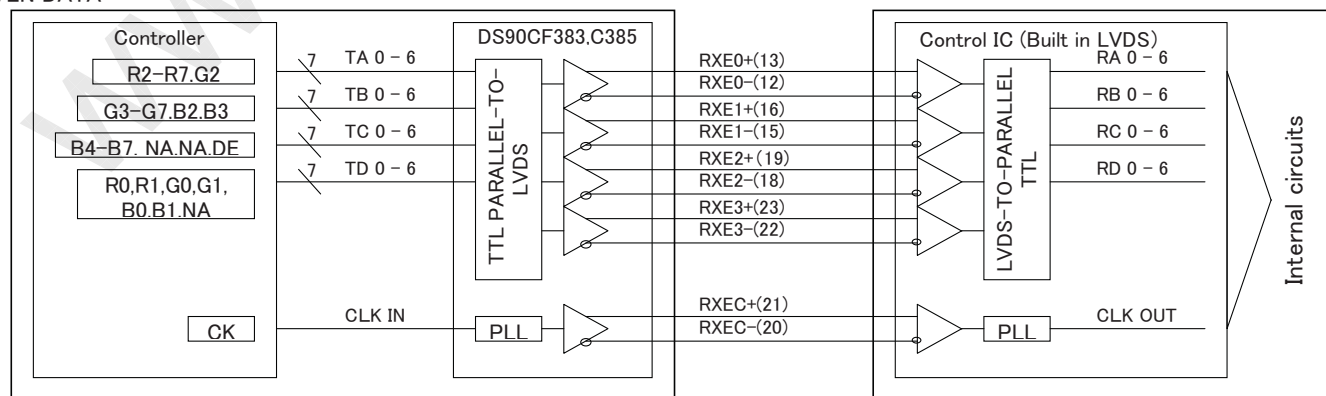 Controller
R2-R7.G2
G3-G7.B2.B3
B4-B7. NA.NA.DE
R0,R1,G0,G1,
B0.B1.NA
CK
7 TA 0 - 6
7 TB 0 - 6
7 TC 0 - 6
7 TD 0 - 6
CLK IN
DS90CF383,C385
TTL PARALLEL-TO-
LVDS
PLL
RXE0+(13)
RXE0-(12)
RXE1+(16)
RXE1-(15)
RXE2+(19)
RXE2-(18)
RXE3+(23)
RXE3-(22)
RXEC+(21)
RXEC-(20)
Control IC (Built in LVDS)
LVDS-TO-PARALLEL
TTL
PLL
RA 0 - 6
RB 0 - 6
RC 0 - 6
RD 0 - 6
CLK OUT
Internal circuits